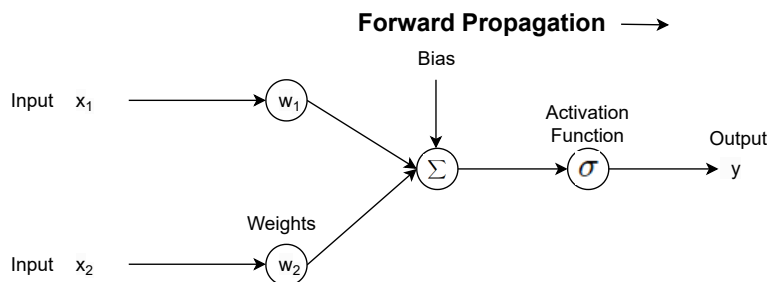 Forward Propagation
Bias
Input x₁
w₁
Activation
Function
Output
Σ
σ
y
Weights
Input x₂
w₂